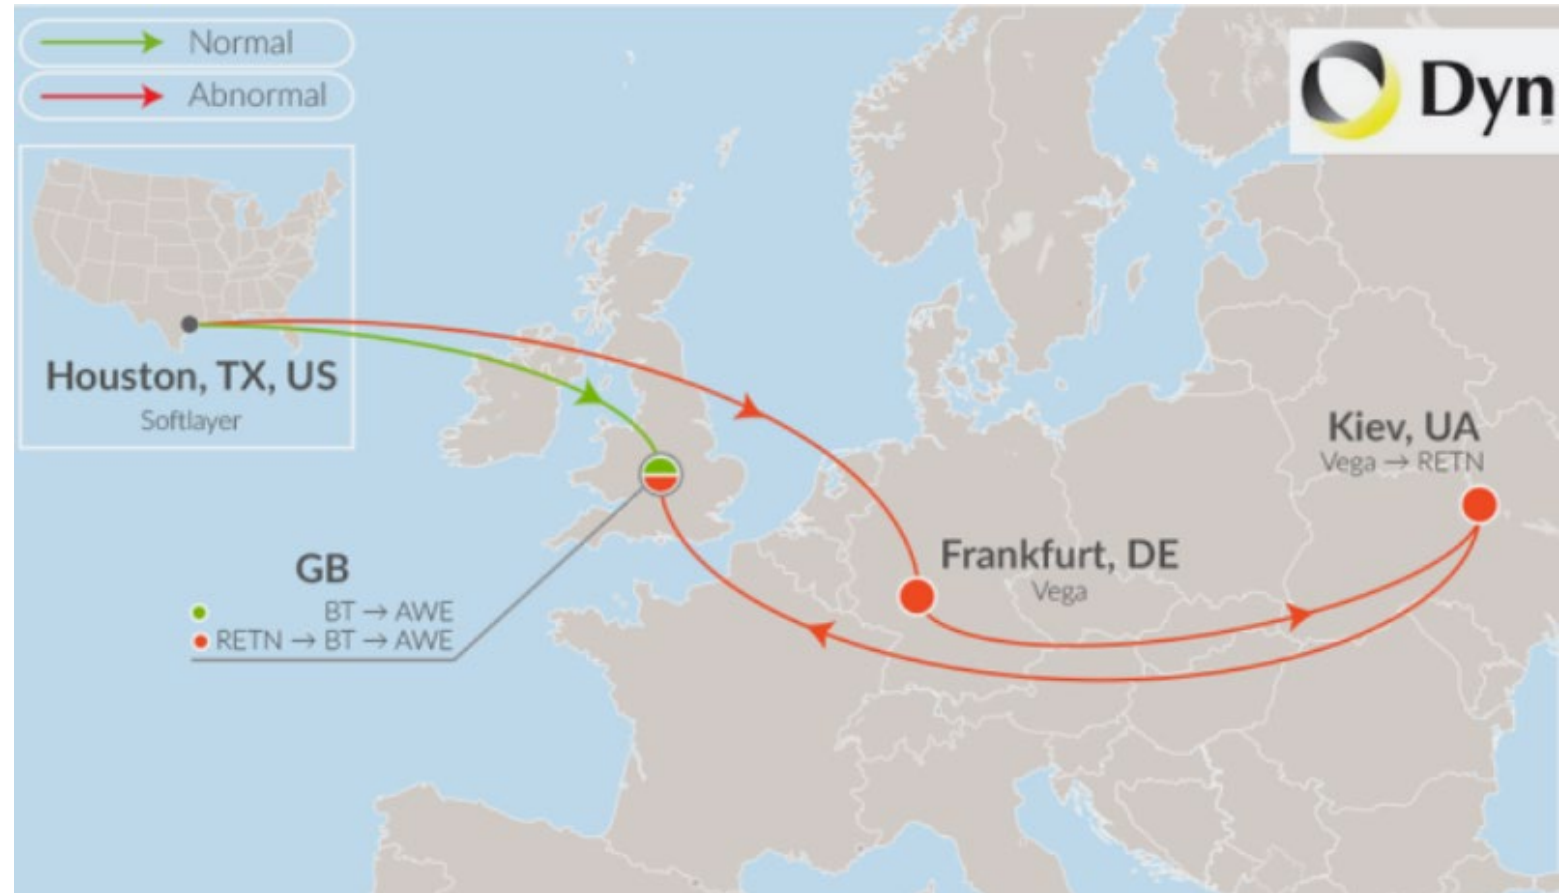 Normal
Abnormal
Dyn
Houston, TX, US
Softlayer
Kiev, UA
Vega → RETN
Frankfurt, DE
Vega
GB
BT → AWE
RETN → BT → AWE